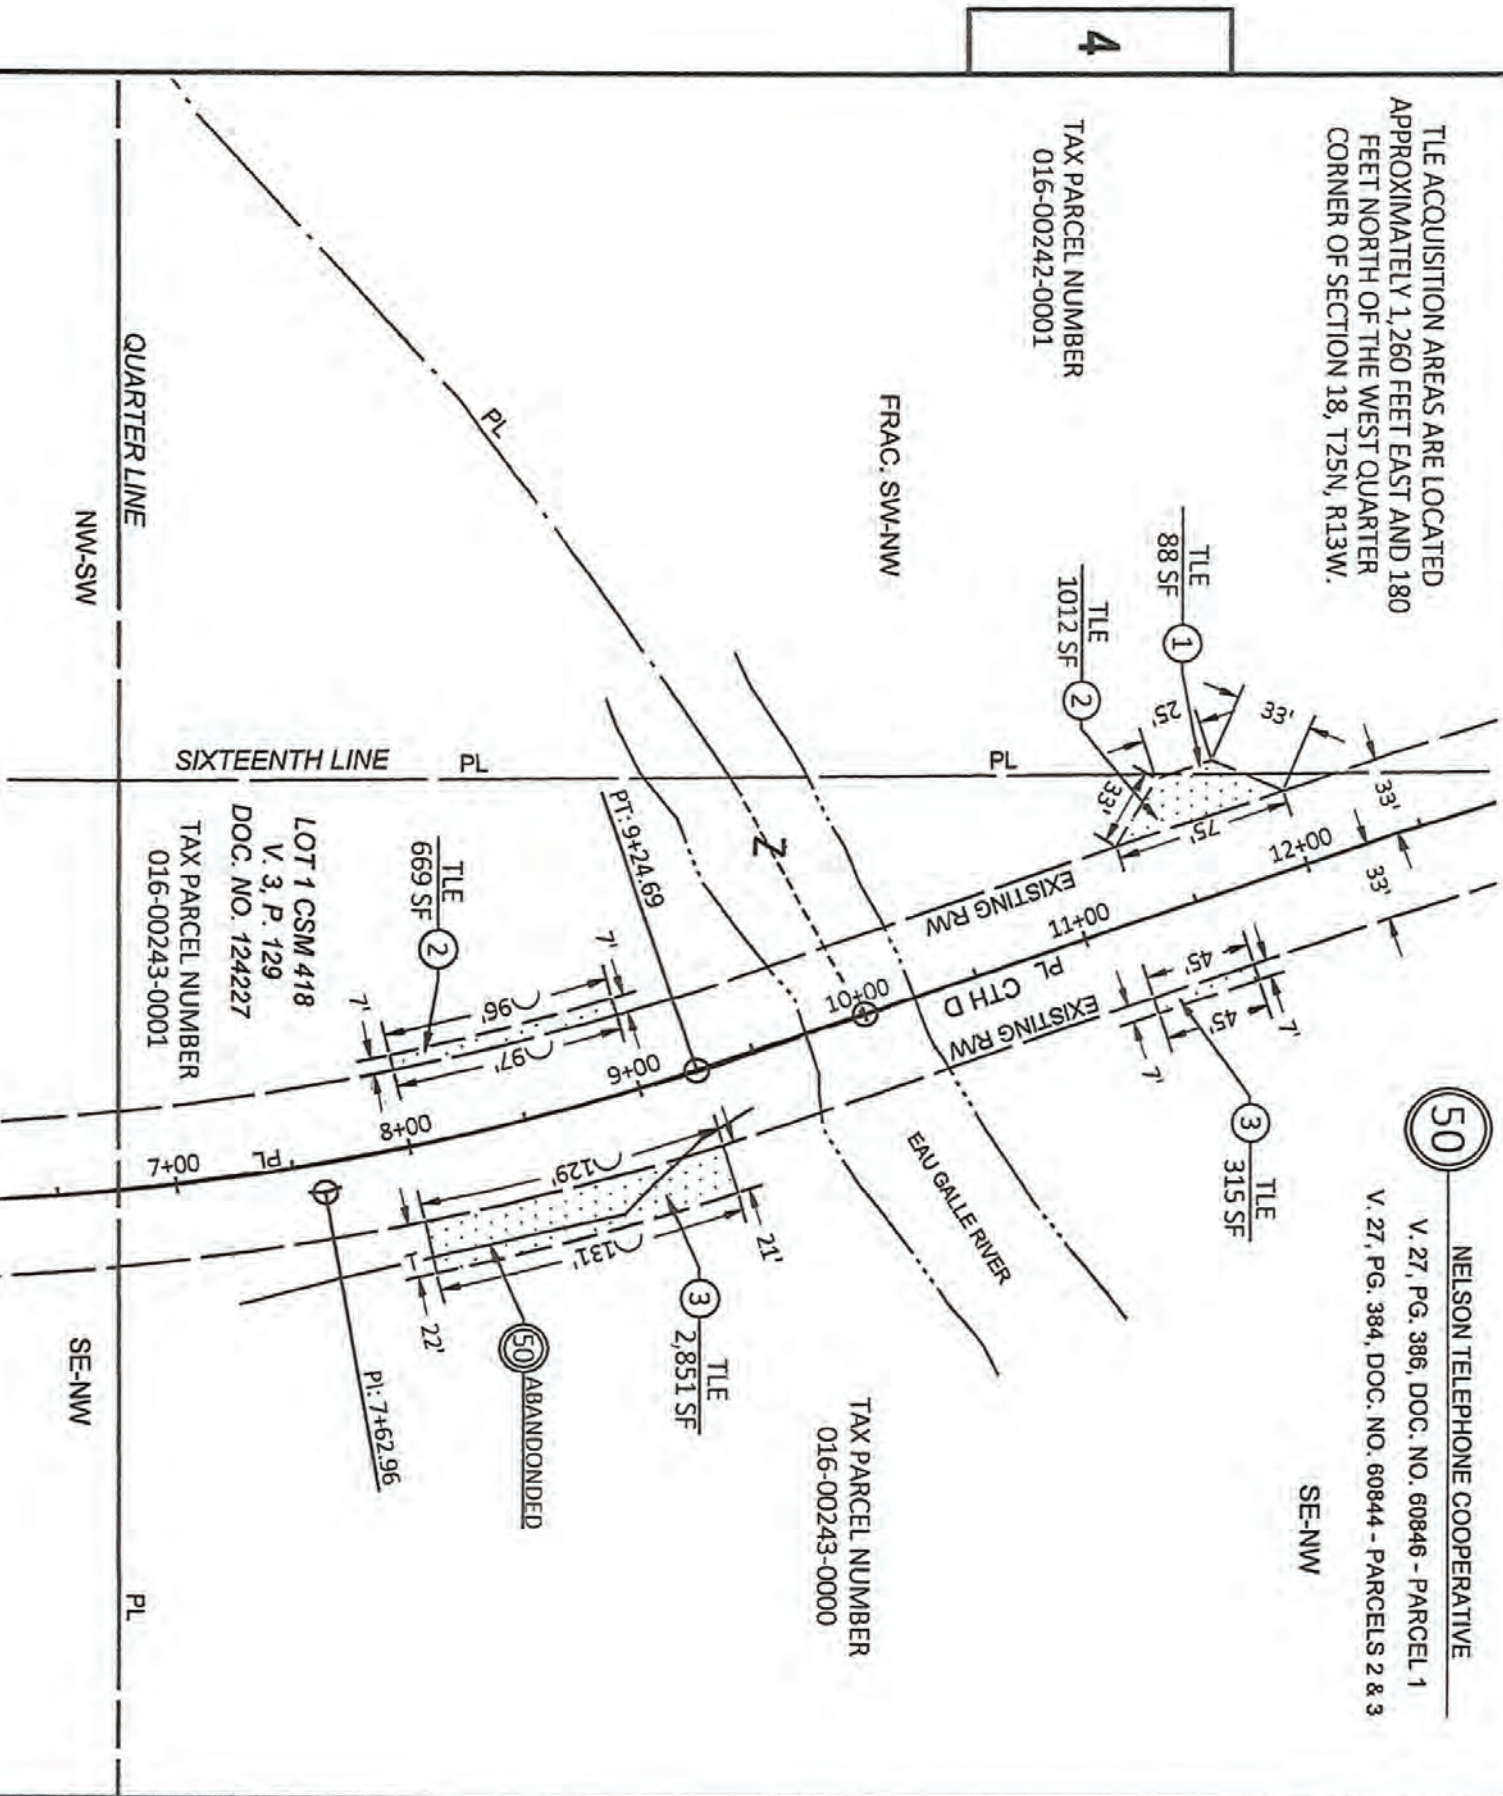 4
TLE ACQUISITION AREAS ARE LOCATED
APPROXIMATELY 1,260 FEET EAST AND 180
FEET NORTH OF THE WEST QUARTER
CORNER OF SECTION 18, T25N, R13W.
TAX PARCEL NUMBER
016-00242-0001
FRAC. SW-NW
TLE
88 SF
1
TLE
1012 SF
2
25'
33'
33'
75'
33'
33'
12+00
11+00
10+00
9+00
8+00
7+00
EXISTING R/W
EXISTING R/W
CTH D
PL
45'
45'
7'
7'
3
TLE
315 SF
50
NELSON TELEPHONE COOPERATIVE
V. 27, PG. 386, DOC. NO. 60846 - PARCEL 1
V. 27, PG. 384, DOC. NO. 60844 - PARCELS 2 & 3
SE-NW
PL
PL
QUARTER LINE
NW-SW
SIXTEENTH LINE
PL
PT: 9+24.69
Z
EAU GALLE RIVER
LOT 1 CSM 418
V. 3, P. 129
DOC. NO. 124227
TAX PARCEL NUMBER
016-00243-0001
TLE
669 SF
2
7'
7'
96'
97'
PL
129'
131'
21'
22'
3
TLE
2,851 SF
50
ABANDONDED
PI: 7+62.96
TAX PARCEL NUMBER
016-00243-0000
SE-NW
PL